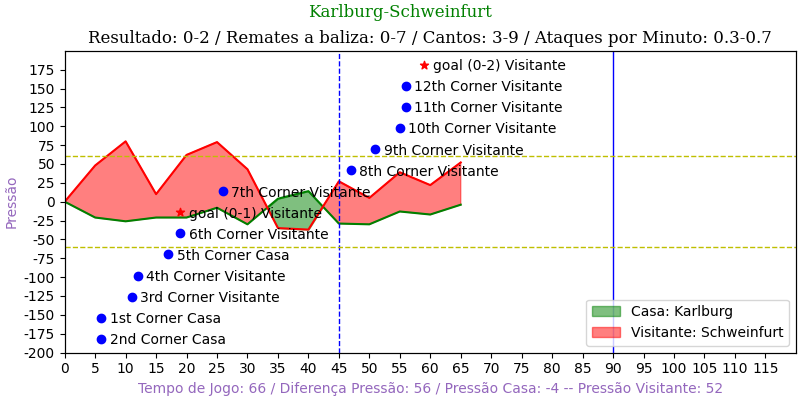 Karlburg-Schweinfurt
Resultado: 0-2 / Remates a baliza: 0-7 / Cantos: 3-9 / Ataques por Minuto: 0.3-0.7
Pressão
175
150
125
100
75
50
25
0
-25
-50
-75
-100
-125
-150
-175
-200
goal (0-2) Visitante
12th Corner Visitante
11th Corner Visitante
10th Corner Visitante
9th Corner Visitante
8th Corner Visitante
7th Corner Visitante
goal (0-1) Visitante
6th Corner Visitante
5th Corner Casa
4th Corner Visitante
3rd Corner Visitante
1st Corner Casa
2nd Corner Casa
Casa: Karlburg
Visitante: Schweinfurt
0 5 10 15 20 25 30 35 40 45 50 55 60 65 70 75 80 85 90 95 100 105 110 115
Tempo de Jogo: 66 / Diferença Pressão: 56 / Pressão Casa: -4 -- Pressão Visitante: 52